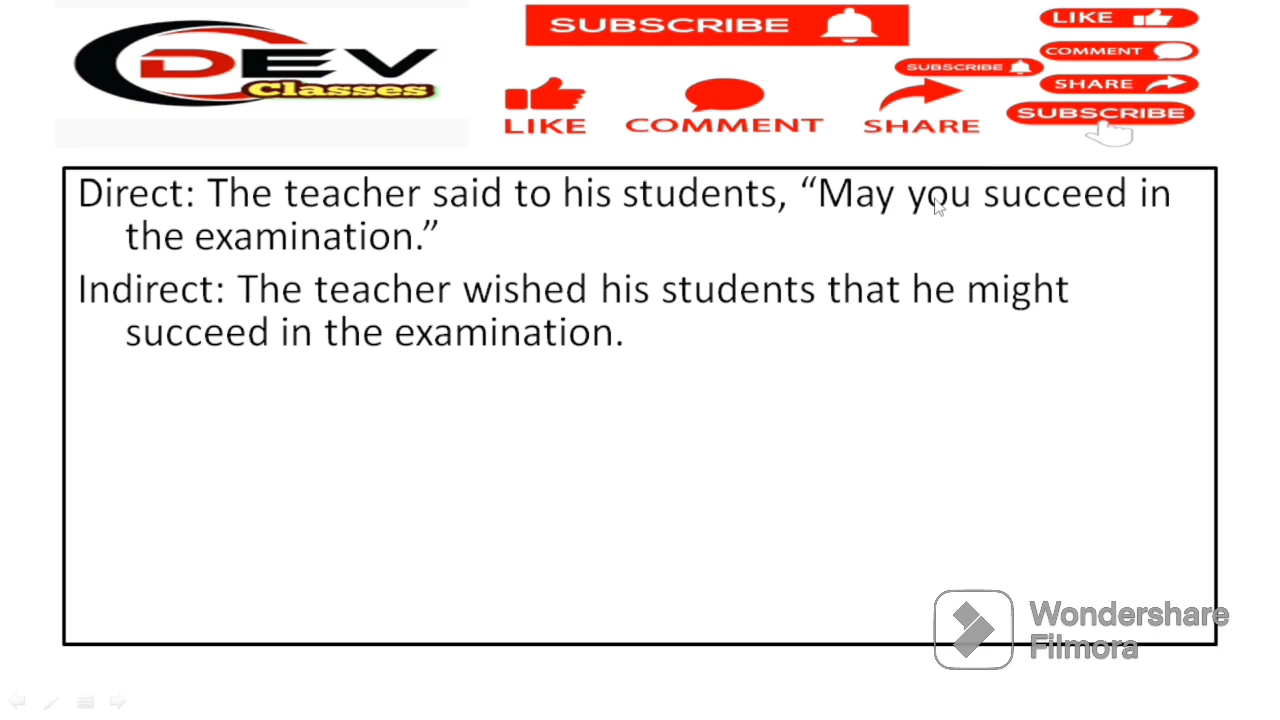 DEV
Classes
SUBSCRIBE
LIKE
COMMENT
SHARE
SUBSCRIBE
LIKE
COMMENT
SHARE
SUBSCRIBE
Direct: The teacher said to his students, “May you succeed in
the examination.”
Indirect: The teacher wished his students that he might
succeed in the examination.
Wondershare
Filmora